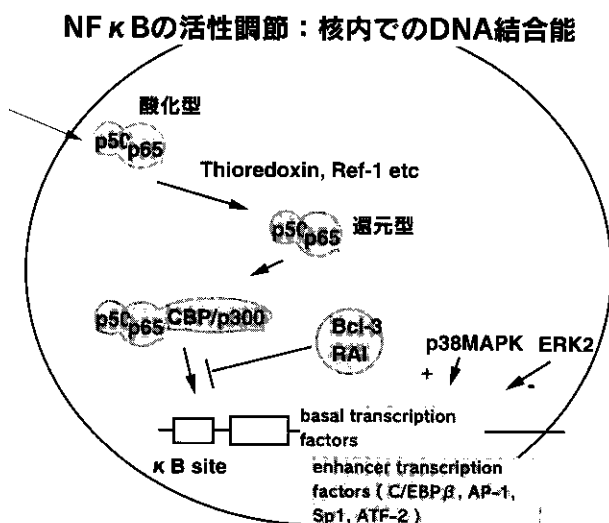 NFκBの活性調節：核内でのDNA結合能
酸化型
p50 p65
Thioredoxin, Ref-1 etc
p50 p65
還元型
p50 p65 CBP/p300
Bcl-3
RAI
p38MAPK ERK2
+
-
basal transcription
factors
κB site
enhancer transcription
factors ( C/EBPβ, AP-1,
Sp1, ATF-2 )